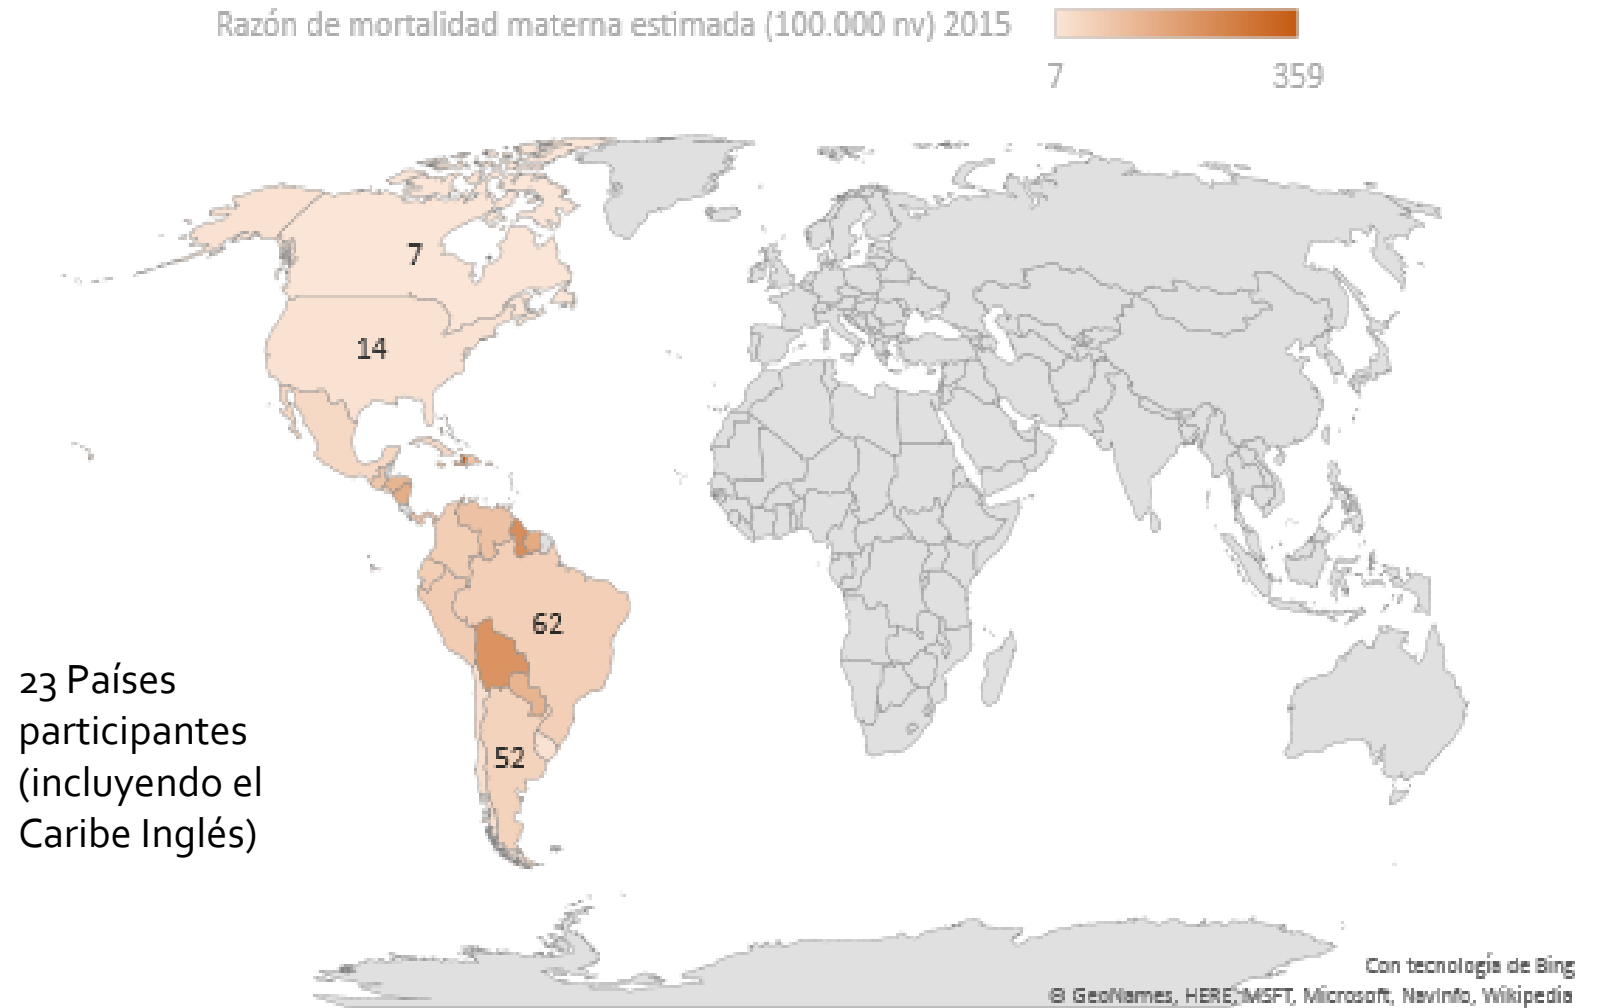 Razón de mortalidad materna estimada (100.000 nv) 2015
7
359
7
14
62
52
23 Países
participantes
(incluyendo el
Caribe Inglés)
Con tecnología de Bing
© GeoNames, HERE, MSFT, Microsoft, NavInfo, Wikipedia